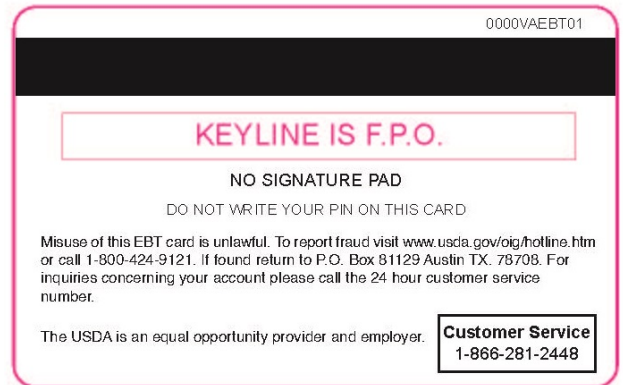 0000VAEBT01
KEYLINE IS F.P.O.
NO SIGNATURE PAD
DO NOT WRITE YOUR PIN ON THIS CARD
Misuse of this EBT card is unlawful. To report fraud visit www.usda.gov/oig/hotline.htm
or call 1-800-424-9121. If found return to P.O. Box 81129 Austin TX. 78708. For
inquiries concerning your account please call the 24 hour customer service
number.
The USDA is an equal opportunity provider and employer.
Customer Service
1-866-281-2448